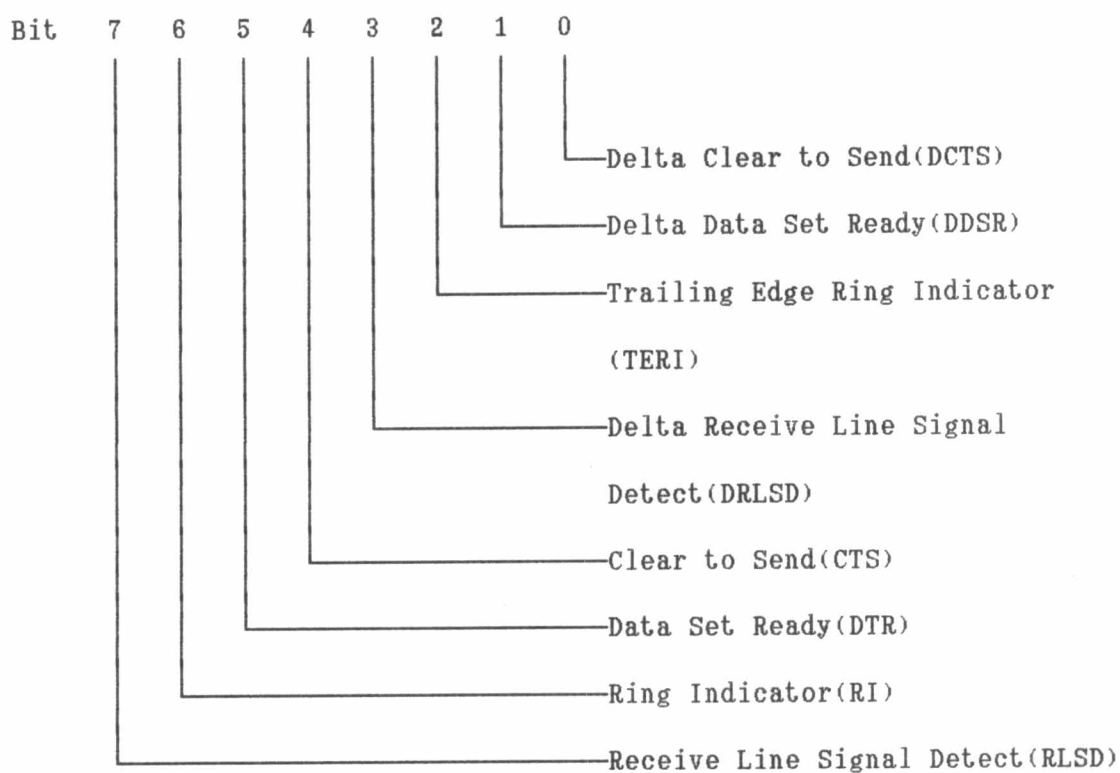 Bit 7 6 5 4 3 2 1 0
Delta Clear to Send(DCTS)
Delta Data Set Ready(DDSR)
Trailing Edge Ring Indicator
(TERI)
Delta Receive Line Signal
Detect(DRLSD)
Clear to Send(CTS)
Data Set Ready(DTR)
Ring Indicator(RI)
Receive Line Signal Detect(RLSD)